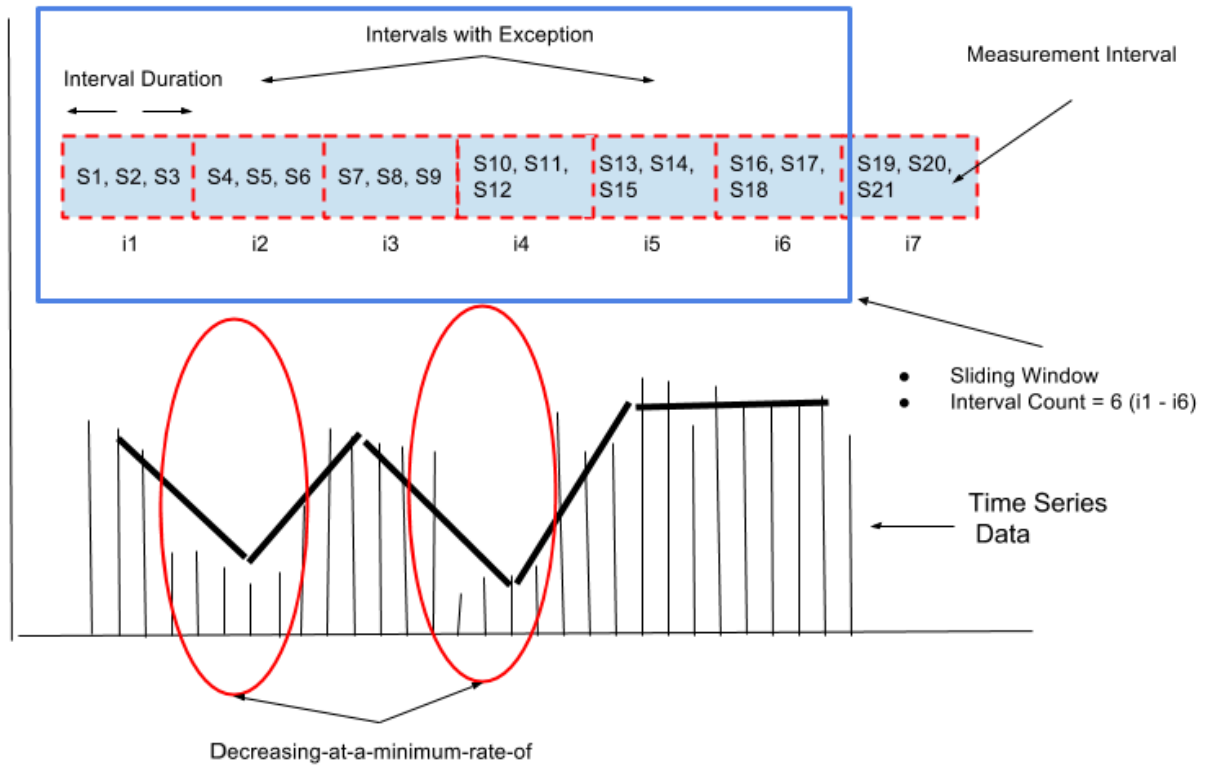 Intervals with Exception
Measurement Interval
Interval Duration
S1, S2, S3
S4, S5, S6
S7, S8, S9
S10, S11,
S12
S13, S14,
S15
S16, S17,
S18
S19, S20,
S21
i1
i2
i3
i4
i5
i6
i7
● Sliding Window
● Interval Count = 6 (i1 - i6)
Time Series
Data
Decreasing-at-a-minimum-rate-of